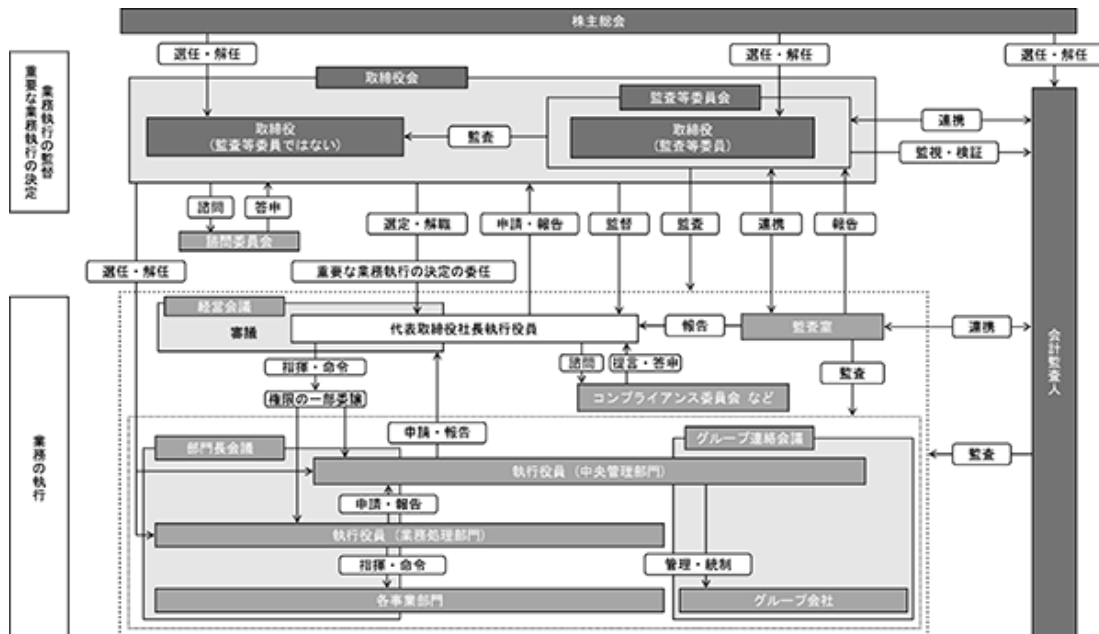 株主総会
選任・解任
選任・解任
選任・解任
業務執行の監督
重要な業務執行の決定
取締役会
監査等委員会
取締役
(監査等委員ではない)
監査
取締役
(監査等委員)
連携
監視・検証
諮問
答申
諮問委員会
選定・解職
申請・報告
監督
監査
連携
報告
選任・解任
重要な業務執行の決定の委任
経営会議
審議
代表取締役社長執行役員
報告
監査室
連携
会計監査人
指揮・命令
権限の一部委譲
諮問
提言・答申
コンプライアンス委員会 など
監査
業務の執行
申請・報告
部門長会議
グループ連絡会議
監査
執行役員(中央管理部門)
申請・報告
執行役員(業務処理部門)
指揮・命令
管理・統制
各事業部門
グループ会社